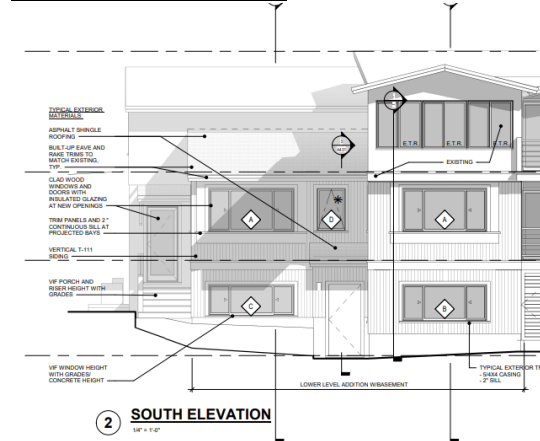 TYPICAL EXTERIOR
MATERIALS:
ASPHALT SHINGLE
ROOFING
BUILT-UP EAVE AND
RAKE TRIMS TO
MATCH EXISTING,
TYP.
CLAD WOOD
WINDOWS AND
DOORS WITH
INSULATED GLAZING
AT NEW OPENINGS
TRIM PANELS AND 2"
CONTINUOUS SILL AT
PROJECTED BAYS
VERTICAL T-111
SIDING
VIF PORCH AND
RISER HEIGHT WITH
GRADES
VIF WINDOW HEIGHT
WITH GRADES/
CONCRETE HEIGHT
E.T.R. E.T.R. E.T.R.
EXISTING
A D A
C B
TYPICAL EXTERIOR
- 5/4X4 CASING
- 2" SILL
LOWER LEVEL ADDITION W/BASEMENT
2 SOUTH ELEVATION
1/4" = 1'-0"